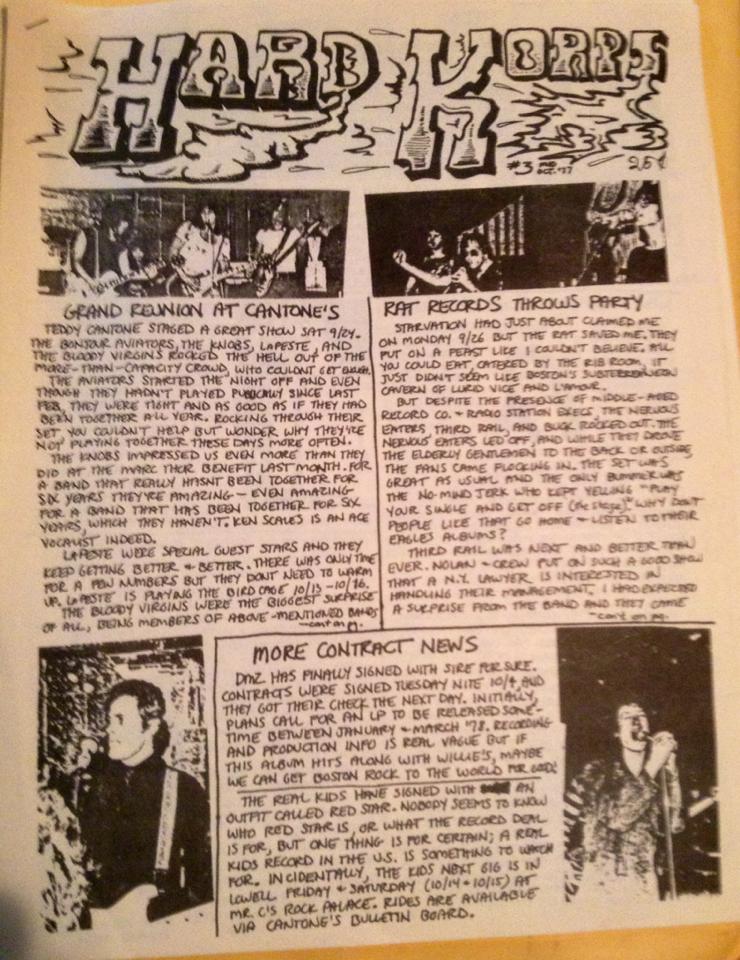 HARD KORPS
#3 MID OCT. '77 25¢
GRAND REUNION AT CANTONE'S
TEDDY CANTONE STAGED A GREAT SHOW SAT 9/24.
THE BONJOUR AVIATORS, THE KNOBS, LAPESTE, AND
THE BLOODY VIRGINS ROCKED THE HELL OUT OF THE
MORE-THAN-CAPACITY CROWD, WHO COULDNT GET ENOUGH.
THE AVIATORS STARTED THE NIGHT OFF AND EVEN
THOUGH THEY HADN'T PLAYED PUBLICALLY SINCE LAST
FEB, THEY WERE TIGHT AND AS GOOD AS IF THEY HAD
BEEN TOGETHER ALL YEAR. ROCKING THROUGH THEIR
SET YOU COULDN'T HELP BUT WONDER WHY THEY'RE
NOT PLAYING TOGETHER THESE DAYS MORE OFTEN.
THE KNOBS IMPRESSED US EVEN MORE THAN THEY
DID AT THE MARC THOR BENEFIT LAST MONTH. FOR
A BAND THAT REALLY HASNT BEEN TOGETHER FOR
SIX YEARS THEY'RE AMAZING - EVEN AMAZING
FOR A BAND THAT HAS BEEN TOGETHER FOR SIX
YEARS, WHICH THEY HAVEN'T. KEN SCALES IS AN ACE
VOCALIST INDEED.
LAPESTE WERE SPECIAL GUEST STARS AND THEY
KEEP GETTING BETTER + BETTER. THERE WAS ONLY TIME
FOR A FEW NUMBERS BUT THEY DONT NEED TO WARM
UP. LAPESTE IS PLAYING THE BIRD CAGE 10/13 - 10/16.
THE BLOODY VIRGINS WERE THE BIGGEST SURPRISE
OF ALL, BEING MEMBERS OF ABOVE-MENTIONED BANDS
-cont on pg.
RAT RECORDS THROWS PARTY
STARVATION HAD JUST ABOUT CLAIMED ME
ON MONDAY 9/26 BUT THE RAT SAVED ME. THEY
PUT ON A FEAST LIKE I COULDN'T BELIEVE. ALL
YOU COULD EAT, CATERED BY THE RIB ROOM, IT
JUST DIDN'T SEEM LIKE BOSTON'S SUBTERRANEAN
CAVERN OF LURID VICE AND L'AMOUR.
BUT DESPITE THE PRESENCE OF MIDDLE-AGED
RECORD CO. + RADIO STATION EXECS, THE NERVOUS
EATERS, THIRD RAIL, AND BUCK ROCKED OUT. THE
NERVOUS EATERS LED OFF, AND WHILE THEY DROVE
THE ELDERLY GENTLEMEN TO THE BACK OR OUTSIDE,
THE FANS CAME FLOCKING IN. THE SET WAS
GREAT AS USUAL AND THE ONLY BUMMER WAS
THE NO-MIND JERK WHO KEPT YELLING "PLAY
YOUR SINGLE AND GET OFF (the stage)". WHY DON'T
PEOPLE LIKE THAT GO HOME + LISTEN TO THEIR
EAGLES ALBUMS?
THIRD RAIL WAS NEXT AND BETTER THAN
EVER. NOLAN + CREW PUT ON SUCH A GOOD SHOW
THAT A N.Y. LAWYER IS INTERESTED IN
HANDLING THEIR MANAGEMENT. I HAD EXPECTED
A SURPRISE FROM THE BAND AND THEY CAME
-con't on pg.
MORE CONTRACT NEWS
DMZ HAS FINALLY SIGNED WITH SIRE FOR SURE.
CONTRACTS WERE SIGNED TUESDAY NITE 10/4, AND
THEY GOT THEIR CHECK THE NEXT DAY. INITIALLY,
PLANS CALL FOR AN LP TO BE RELEASED SOME-
TIME BETWEEN JANUARY + MARCH '78. RECORDING
AND PRODUCTION INFO IS REAL VAGUE BUT IF
THIS ALBUM HITS ALONG WITH WILLIE'S, MAYBE
WE CAN GET BOSTON ROCK TO THE WORLD FOR GOOD!
THE REAL KIDS HAVE SIGNED WITH AN
OUTFIT CALLED RED STAR. NOBODY SEEMS TO KNOW
WHO RED STAR IS, OR WHAT THE RECORD DEAL
IS FOR, BUT ONE THING IS FOR CERTAIN; A REAL
KIDS RECORD IN THE U.S. IS SOMETHING TO WATCH
FOR. INCIDENTALLY, THE KIDS NEXT GIG IS IN
LOWELL FRIDAY + SATURDAY (10/14 + 10/15) AT
MR. C'S ROCK PALACE. RIDES ARE AVAILABLE
VIA CANTONE'S BULLETIN BOARD.